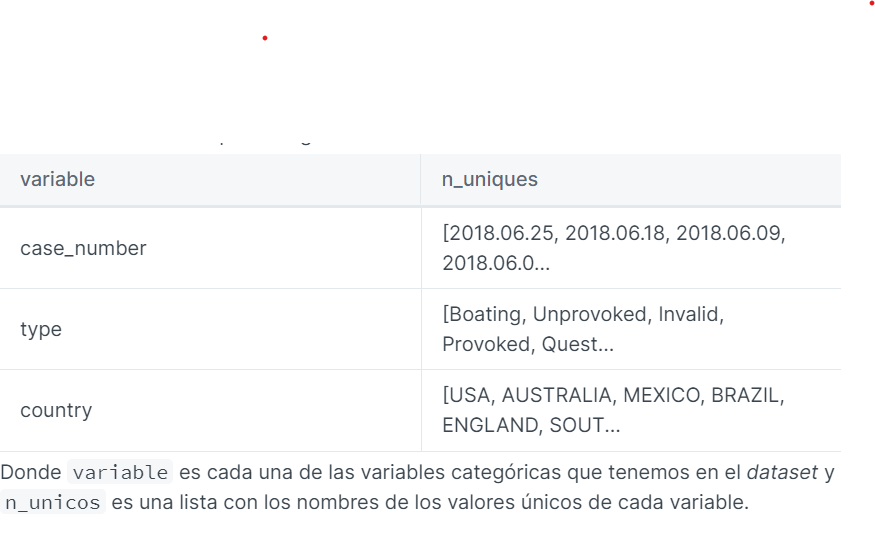 variable n_uniques
case_number [2018.06.25, 2018.06.18, 2018.06.09,
2018.06.0...
type [Boating, Unprovoked, Invalid,
Provoked, Quest...
country [USA, AUSTRALIA, MEXICO, BRAZIL,
ENGLAND, SOUT...
Donde variable es cada una de las variables categóricas que tenemos en el dataset y
n_unicos es una lista con los nombres de los valores únicos de cada variable.